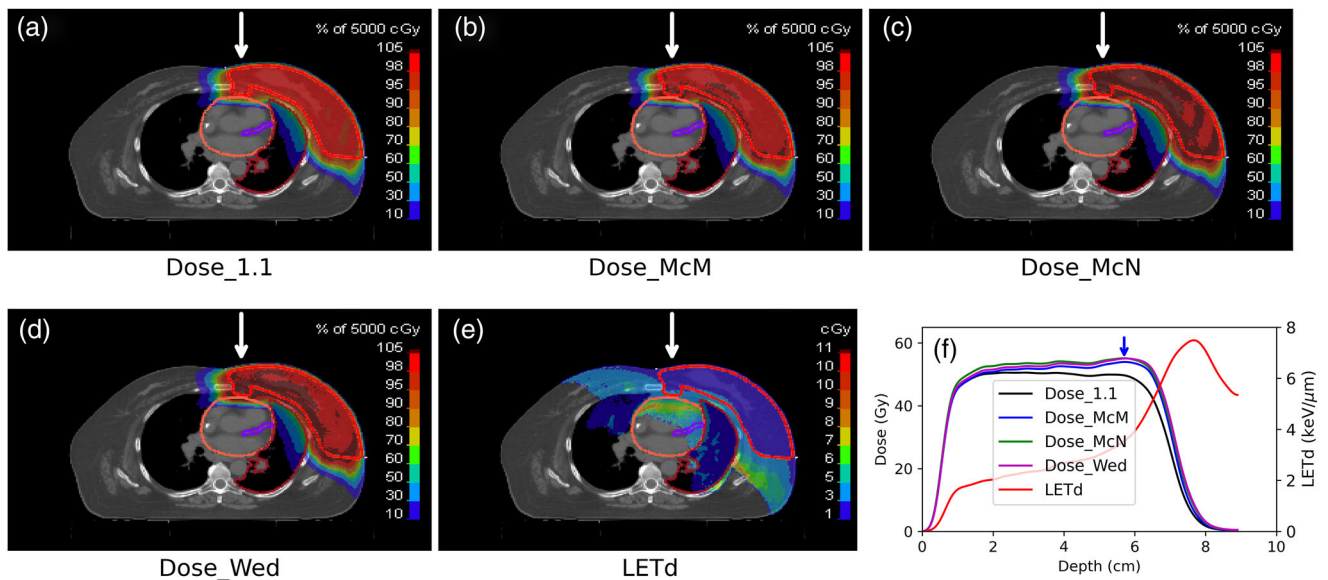 (a)
% of 5000 cGy
105
98
95
90
80
70
60
50
30
10
Dose_1.1
(b)
% of 5000 cGy
105
98
95
90
80
70
60
50
30
10
Dose_McM
(c)
% of 5000 cGy
105
98
95
90
80
70
60
50
30
10
Dose_McN
(d)
% of 5000 cGy
105
98
95
90
80
70
60
50
30
10
Dose_Wed
(e)
cGy
11
10
10
9
8
7
6
5
3
1
LETd
(f)
60
40
20
0
Dose (Gy)
Dose_1.1
Dose_McM
Dose_McN
Dose_Wed
LETd
8
6
4
2
0
LETd (keV/μm)
0 2 4 6 8 10
Depth (cm)